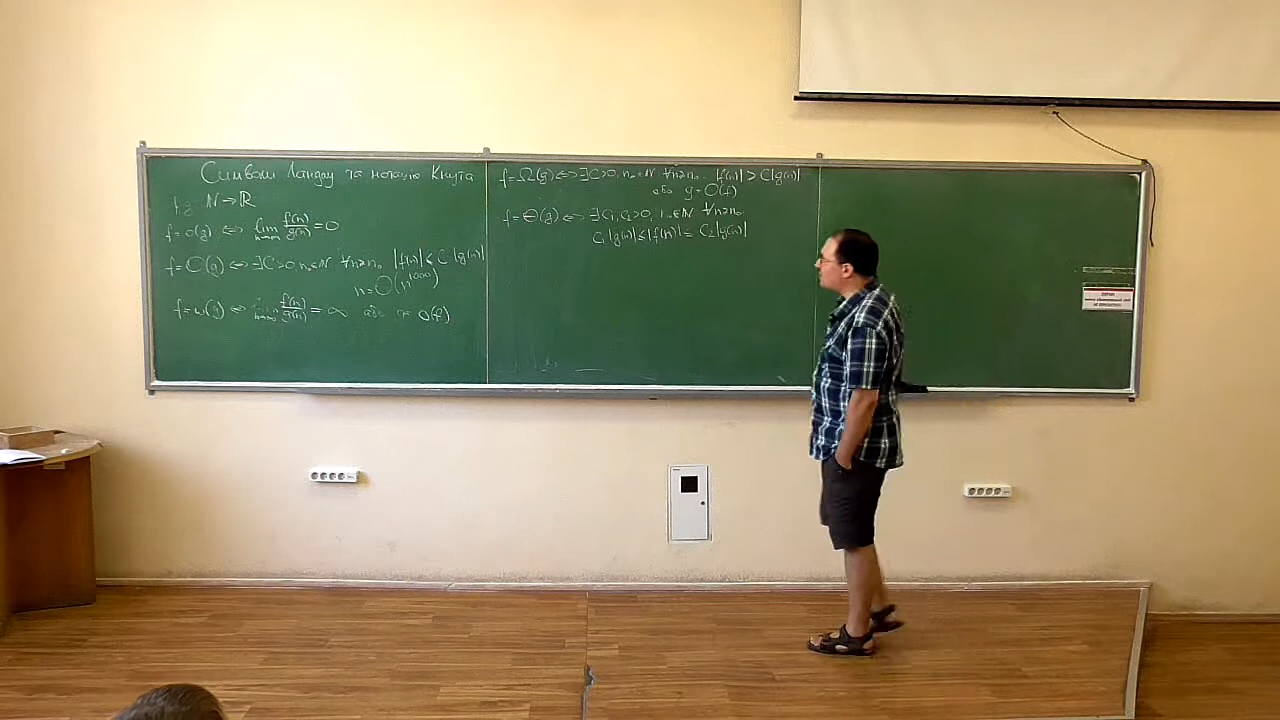 Символи Ландау та нотація Кнута
f, g: ℕ → ℝ
f = o(g) ⇔ lim n→∞ f(n)/g(n) = 0
f = O(g) ⇔ ∃C>0, n₀∈ℕ ∀n≥n₀ |f(n)| ≤ C|g(n)|
n = O(n¹⁰⁰⁰)
f = ω(g) ⇔ lim n→∞ f(n)/g(n) = ∞ або g = o(f)
f = Ω(g) ⇔ ∃C>0, n₀∈ℕ ∀n≥n₀ |f(n)| ≥ C|g(n)|
або g = O(f)
f = Θ(g) ⇔ ∃C₁,C₂>0, n₀∈ℕ ∀n≥n₀
C₁|g(n)| ≤ |f(n)| ≤ C₂|g(n)|